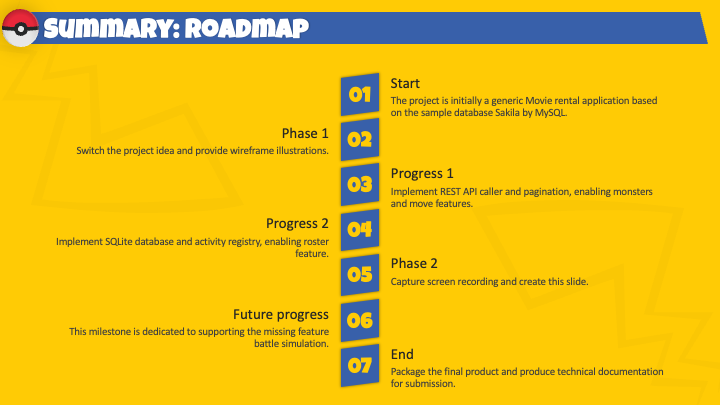 SUMMARY: ROADMAP
01
Start
The project is initially a generic Movie rental application based
on the sample database Sakila by MySQL.
Phase 1
Switch the project idea and provide wireframe illustrations.
02
03
Progress 1
Implement REST API caller and pagination, enabling monsters
and move features.
Progress 2
Implement SQLite database and activity registry, enabling roster
feature.
04
05
Phase 2
Capture screen recording and create this slide.
Future progress
This milestone is dedicated to supporting the missing feature
battle simulation.
06
07
End
Package the final product and produce technical documentation
for submission.